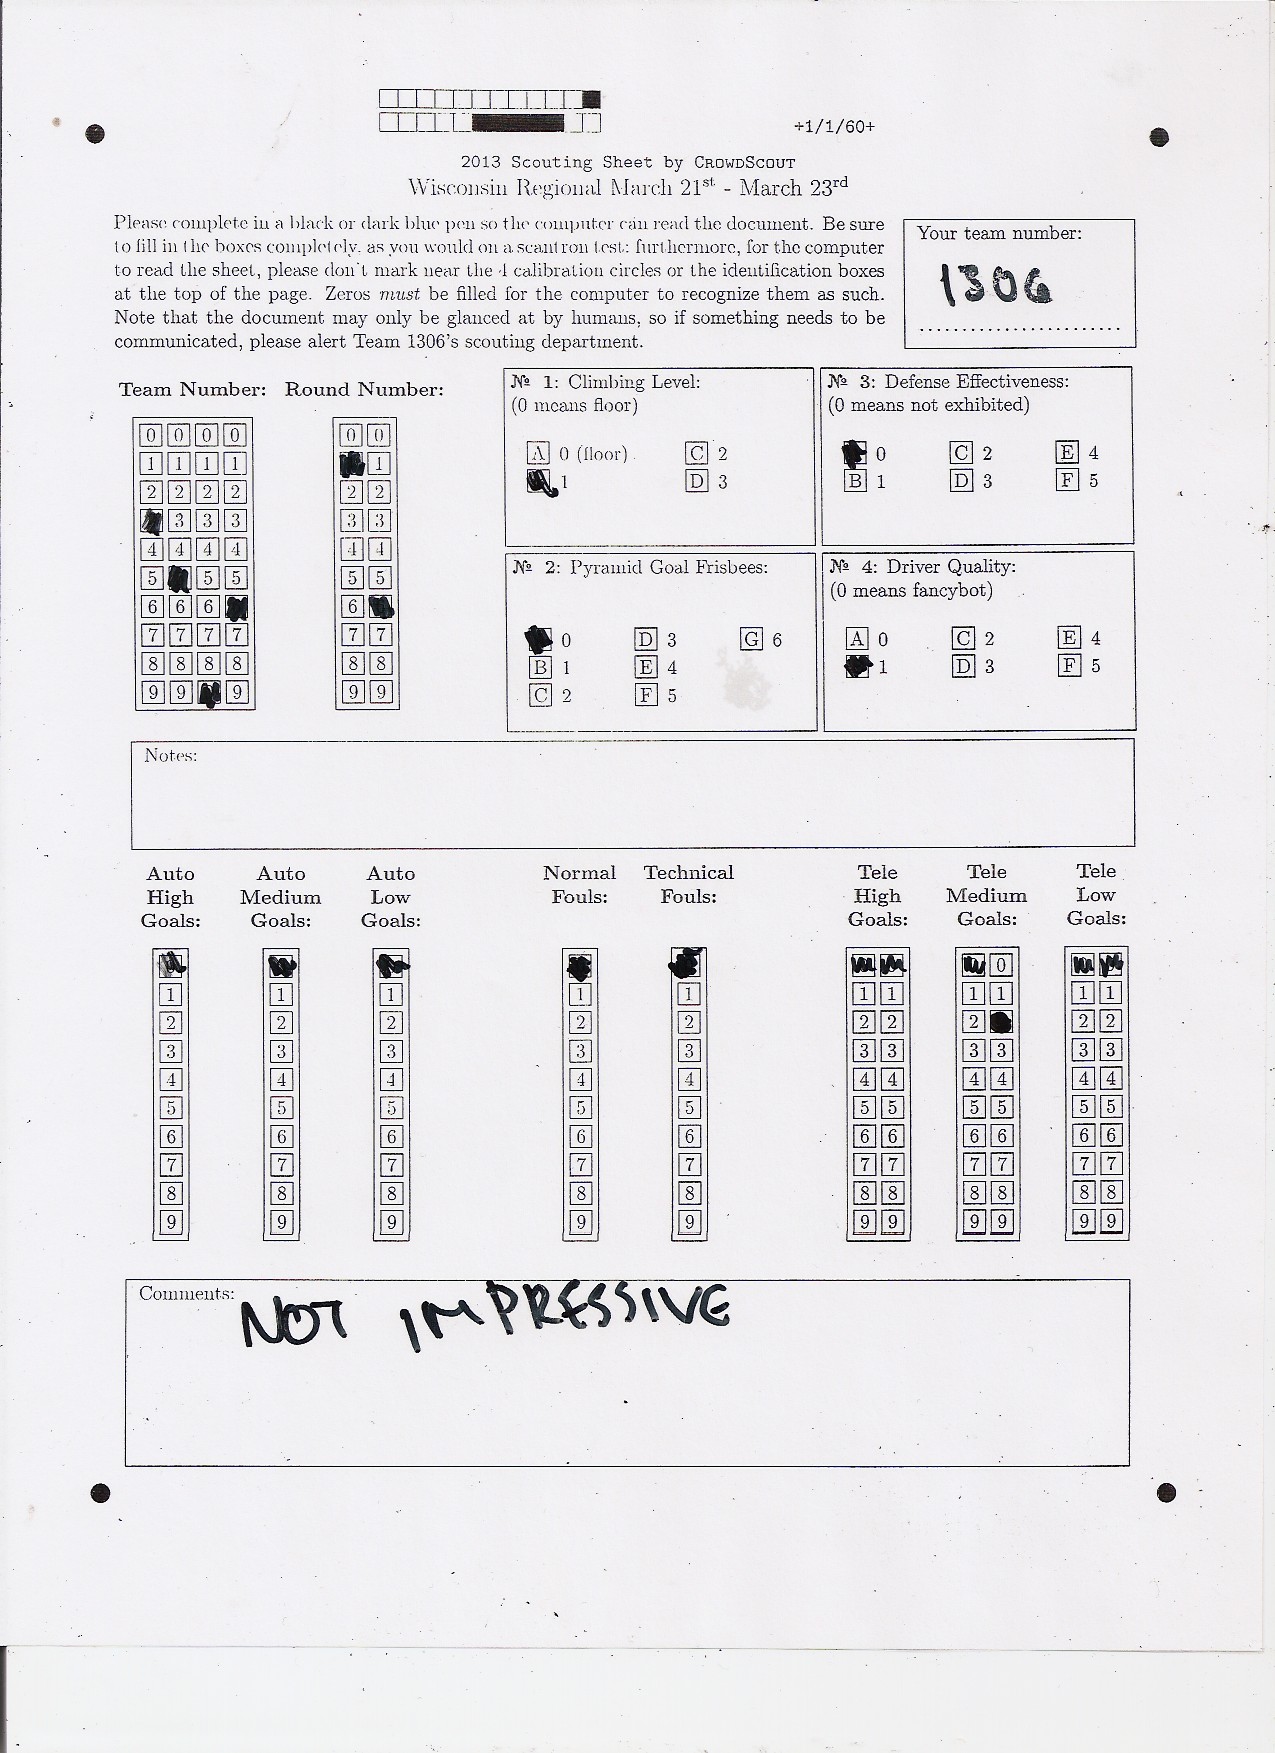 +1/1/60+
2013 Scouting Sheet by CROWDSCOUT
Wisconsin Regional March 21st - March 23rd
Please complete in a black or dark blue pen so the computer can read the document. Be sure
to fill in the boxes completely, as you would on a scantron test; furthermore, for the computer
to read the sheet, please don't mark near the 4 calibration circles or the identification boxes
at the top of the page. Zeros must be filled for the computer to recognize them as such.
Note that the document may only be glanced at by humans, so if something needs to be
communicated, please alert Team 1306's scouting department.
Your team number:
1306
Team Number: Round Number:
0 0 0 0 0 0
1 1 1 1 1
2 2 2 2 2 2
3 3 3 3 3
4 4 4 4 4 4
5 5 5 5 5
6 6 6 6
7 7 7 7 7 7
8 8 8 8 8 8
9 9 9 9 9
№ 1: Climbing Level:
(0 means floor)
A 0 (floor) C 2
1 D 3
№ 3: Defense Effectiveness:
(0 means not exhibited)
0 C 2 E 4
B 1 D 3 F 5
№ 2: Pyramid Goal Frisbees:
0 D 3 G 6
B 1 E 4
C 2 F 5
№ 4: Driver Quality:
(0 means fancybot)
A 0 C 2 E 4
1 D 3 F 5
Notes:
Auto Auto Auto Normal Technical Tele Tele Tele
High Medium Low Fouls: Fouls: High Medium Low
Goals: Goals: Goals: Goals: Goals: Goals:
0
1 1 1 1 1 1 1 1 1 1 1
2 2 2 2 2 2 2 2 2 2
3 3 3 3 3 3 3 3 3 3 3
4 4 4 4 4 4 4 4 4 4 4
5 5 5 5 5 5 5 5 5 5 5
6 6 6 6 6 6 6 6 6 6 6
7 7 7 7 7 7 7 7 7 7 7
8 8 8 8 8 8 8 8 8 8 8
9 9 9 9 9 9 9 9 9 9 9
Comments:
NOT IMPRESSIVE